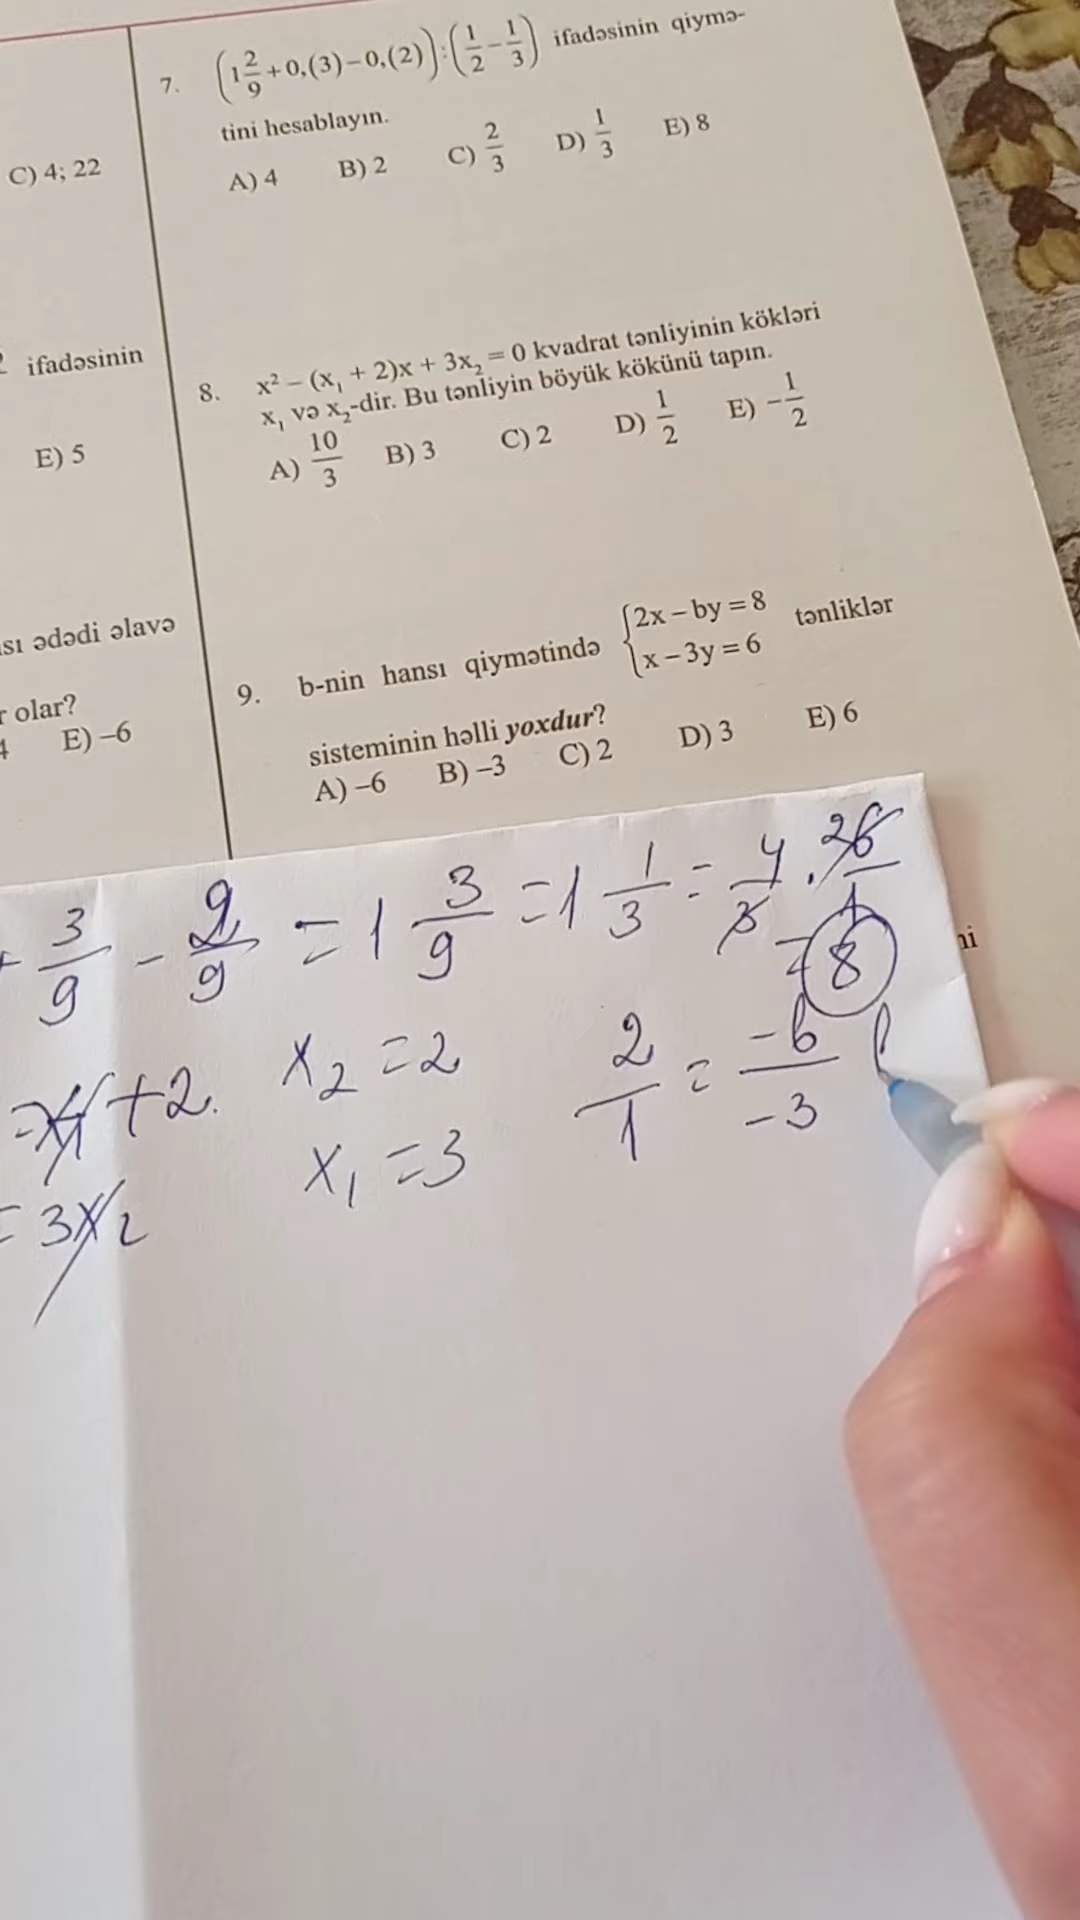 C) 4; 22
ifadəsinin
E) 5
sı ədədi əlavə
r olar?
4 E) –6
7. (1 2/9 + 0,(3) – 0,(2)) : (1/2 – 1/3) ifadəsinin qiymə-
tini hesablayın.
A) 4 B) 2 C) 2/3 D) 1/3 E) 8
8. x² – (x₁ + 2)x + 3x₂ = 0 kvadrat tənliyinin kökləri
x₁ və x₂-dir. Bu tənliyin böyük kökünü tapın.
A) 10/3 B) 3 C) 2 D) 1/2 E) –1/2
9. b-nin hansı qiymətində {2x – by = 8 x – 3y = 6 tənliklər
sisteminin həlli yoxdur?
A) –6 B) –3 C) 2 D) 3 E) 6
ni
+ 3/9 - 2/9 = 1 3/9 = 1 1/3 = 4/3 · 26/1
= 8
= x₁ + 2. x₂ = 2 2/1 = -b/-3
= 3x₂ x₁ = 3